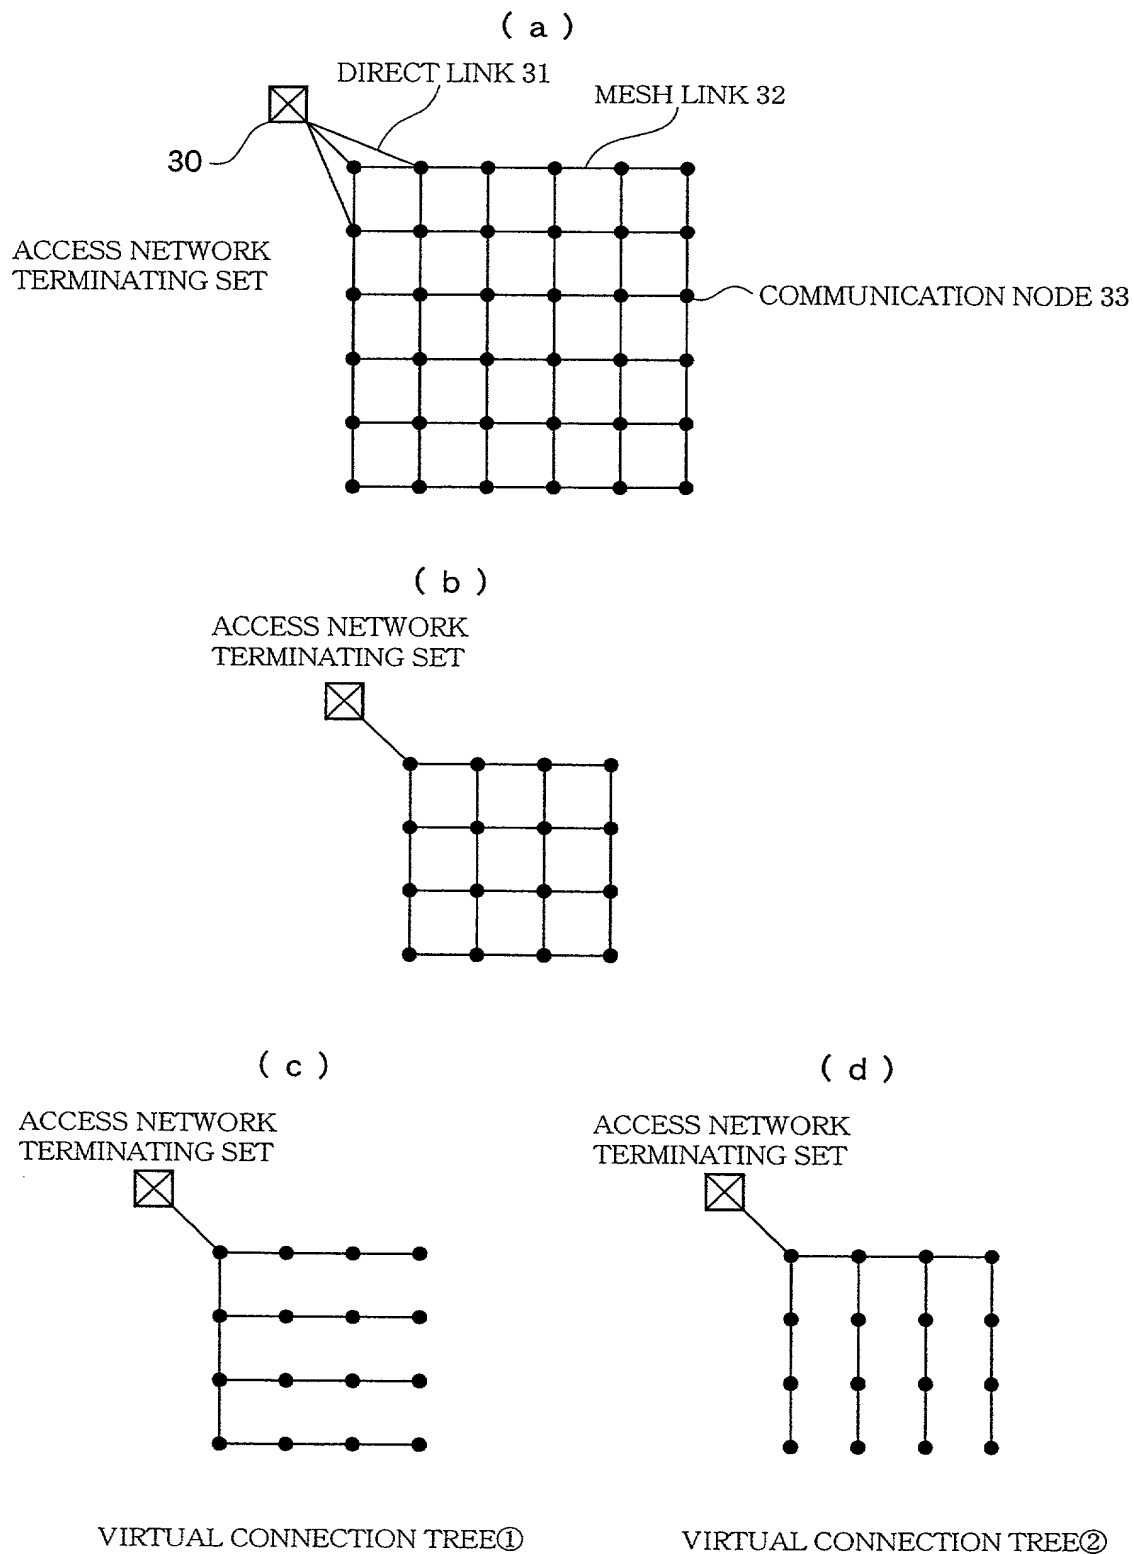 ( a )
DIRECT LINK 31
MESH LINK 32
30
ACCESS NETWORK
TERMINATING SET
COMMUNICATION NODE 33
( b )
ACCESS NETWORK
TERMINATING SET
( c )
ACCESS NETWORK
TERMINATING SET
VIRTUAL CONNECTION TREE①
( d )
ACCESS NETWORK
TERMINATING SET
VIRTUAL CONNECTION TREE②